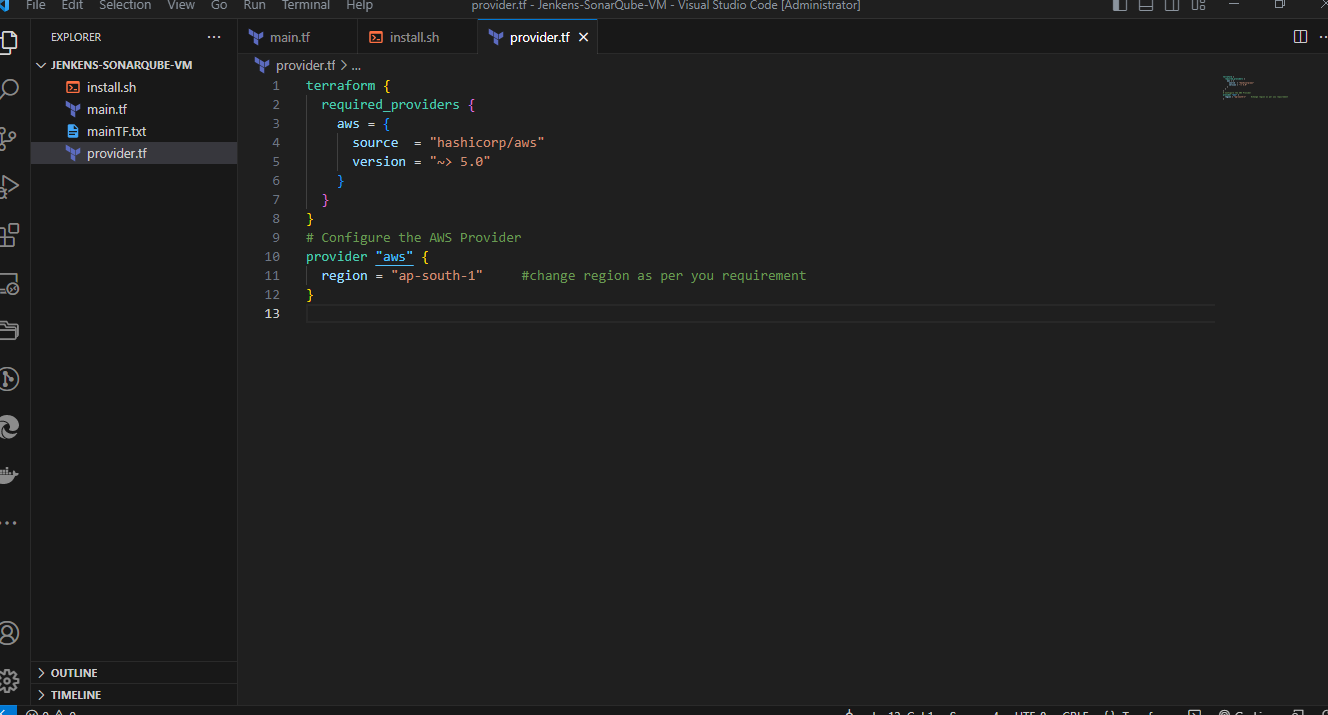 File Edit Selection View Go Run Terminal Help
provider.tf - Jenkens-SonarQube-VM - Visual Studio Code [Administrator]
EXPLORER
...
JENKENS-SONARQUBE-VM
install.sh
main.tf
mainTF.txt
provider.tf
OUTLINE
TIMELINE
main.tf
install.sh
provider.tf
provider.tf > ...
1 terraform {
2 required_providers {
3 aws = {
4 source = "hashicorp/aws"
5 version = "~> 5.0"
6 }
7 }
8 }
9 # Configure the AWS Provider
10 provider "aws" {
11 region = "ap-south-1" #change region as per you requirement
12 }
13